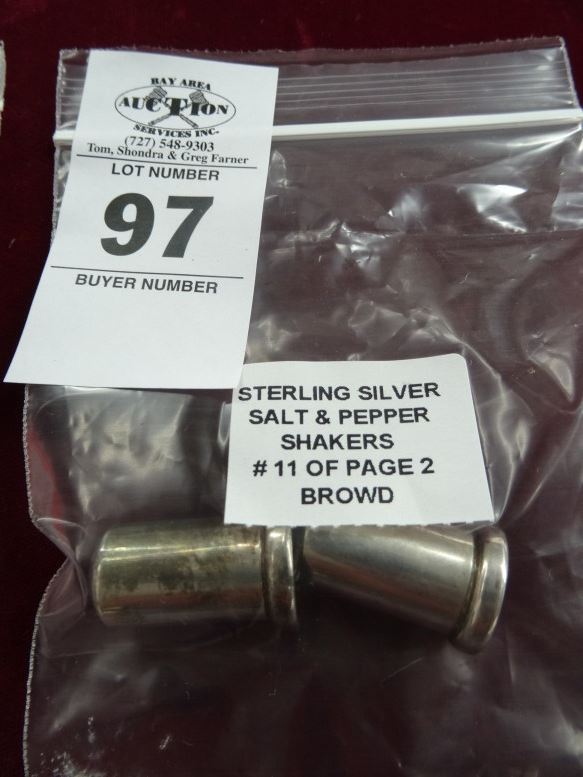 BAY AREA
AUCTION
SERVICES INC.
(727) 548-9303
Tom, Shondra & Greg Farner
LOT NUMBER
97
BUYER NUMBER
STERLING SILVER
SALT & PEPPER
SHAKERS
# 11 OF PAGE 2
BROWD